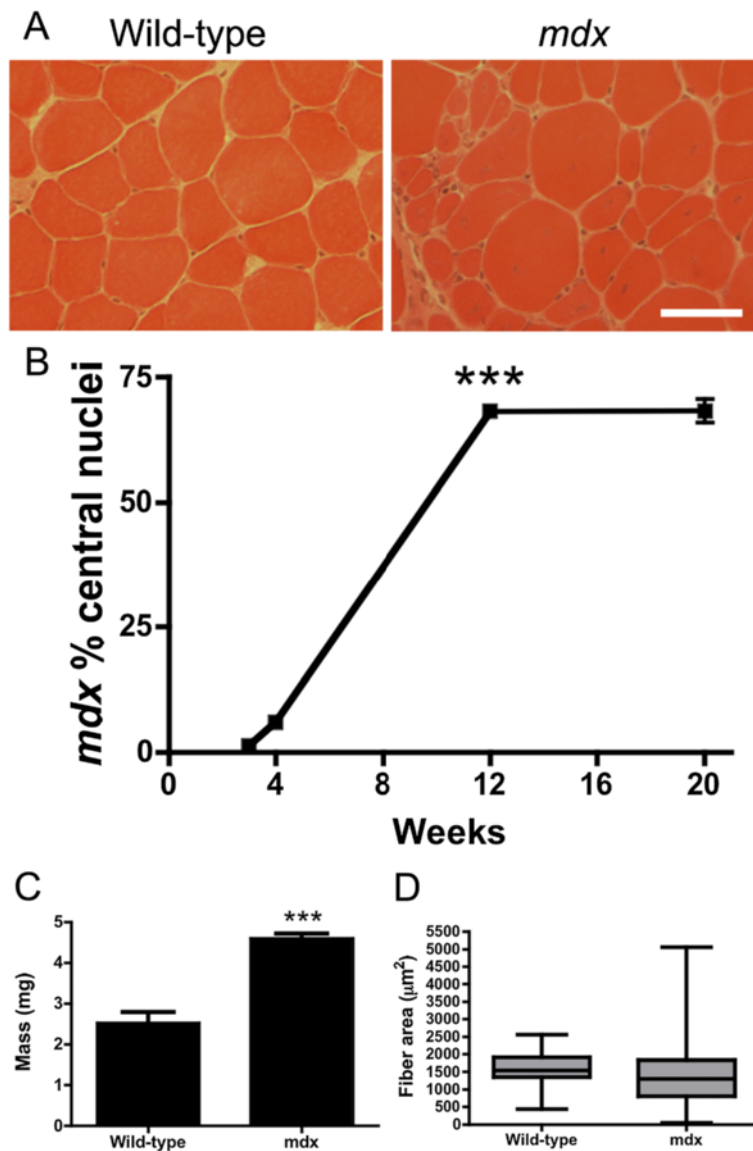 A
Wild-type
mdx
B
mdx % central nuclei
75
50
25
0
***
0
4
8
12
16
20
Weeks
C
Mass (mg)
5
4
3
2
1
0
***
Wild-type
mdx
D
Fiber area (µm²)
5500
5000
4500
4000
3500
3000
2500
2000
1500
1000
500
0
Wild-type
mdx